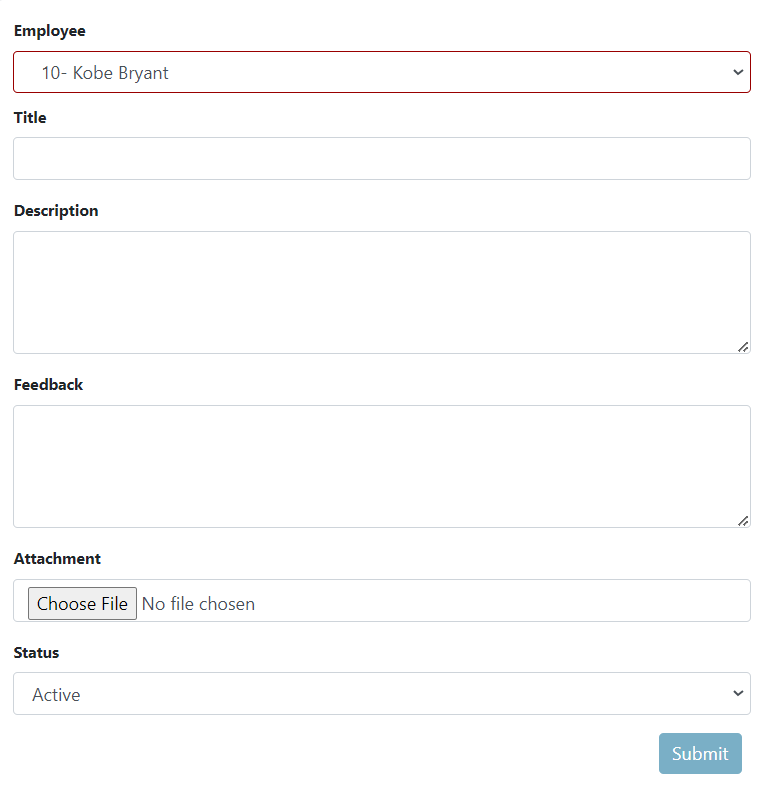 Employee
10- Kobe Bryant
Title
Description
Feedback
Attachment
Choose File No file chosen
Status
Active
Submit